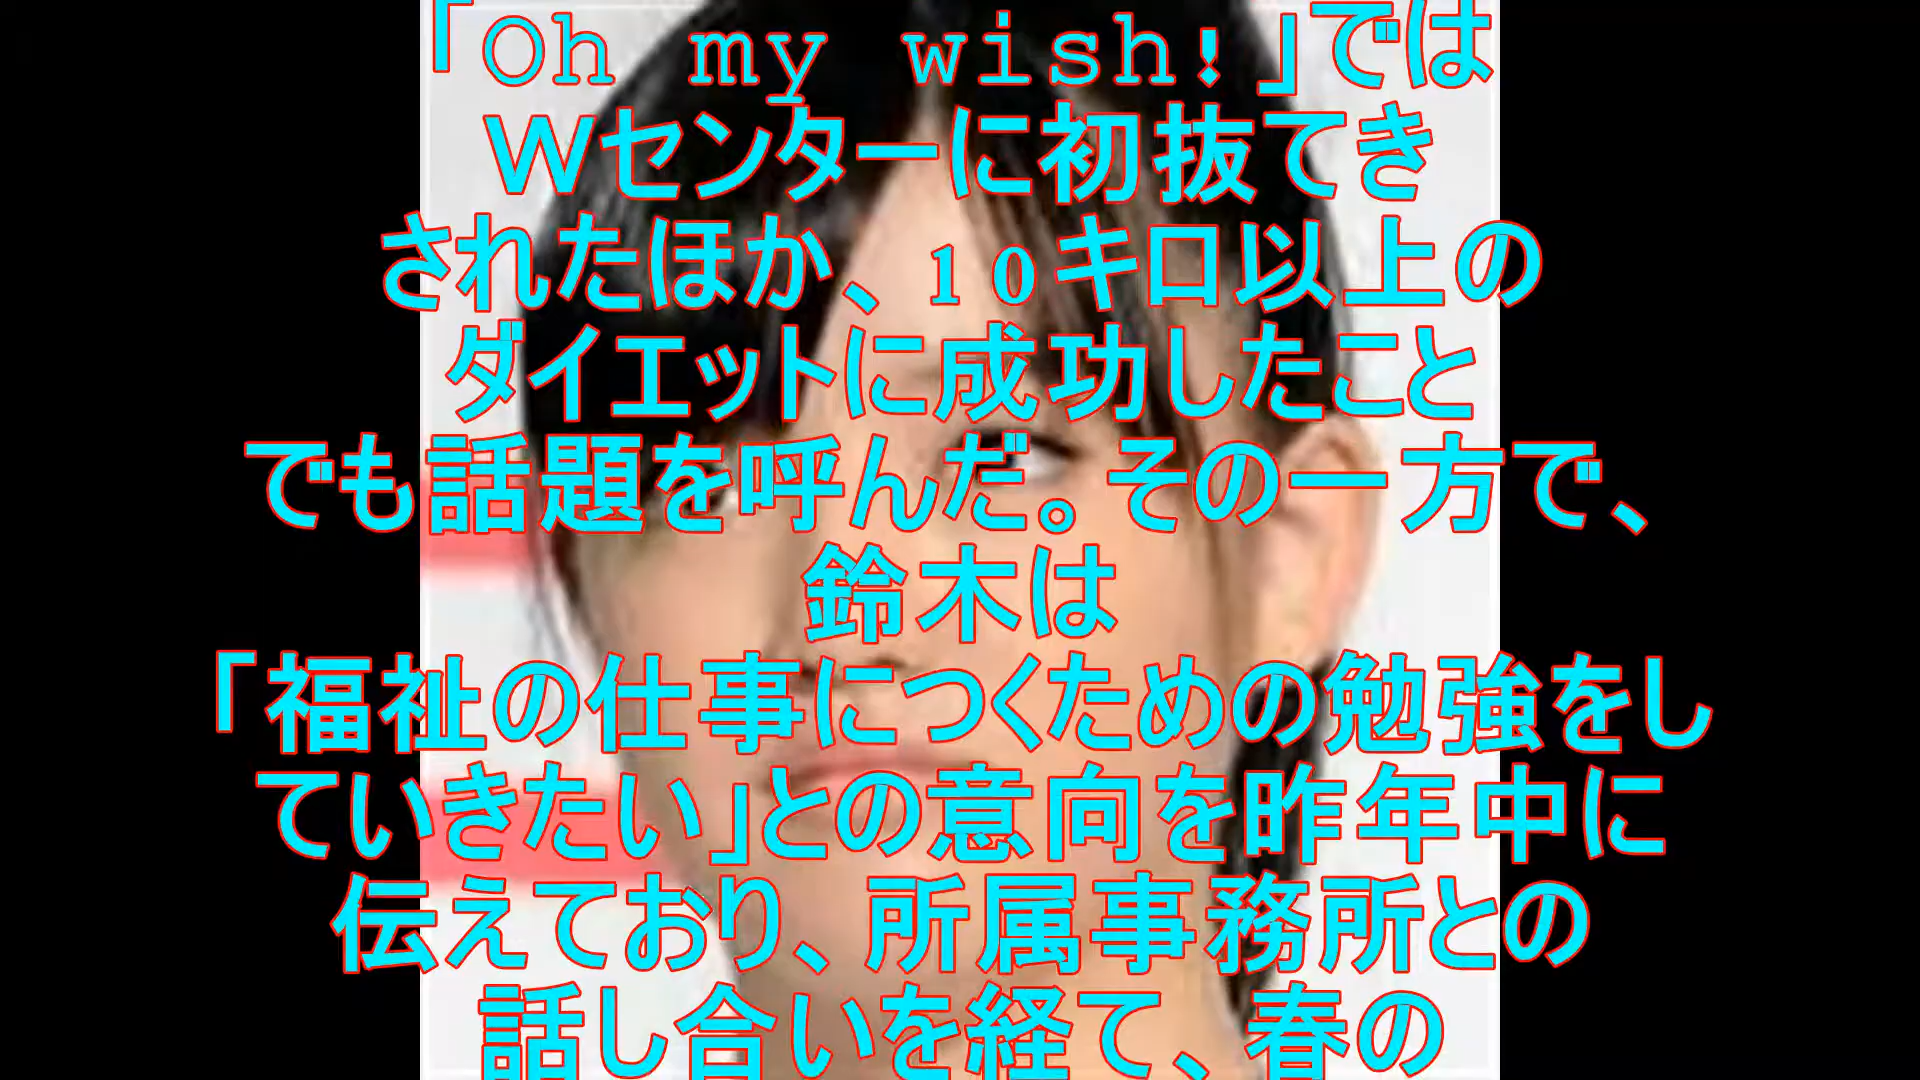 「Oh my wish!」では
Wセンターに初抜てき
されたほか、10キロ以上の
ダイエットに成功したこと
でも話題を呼んだ。その一方で、
鈴木は
「福祉の仕事につくための勉強をし
ていきたい」との意向を昨年中に
伝えており、所属事務所との
話し合いを経て、春の